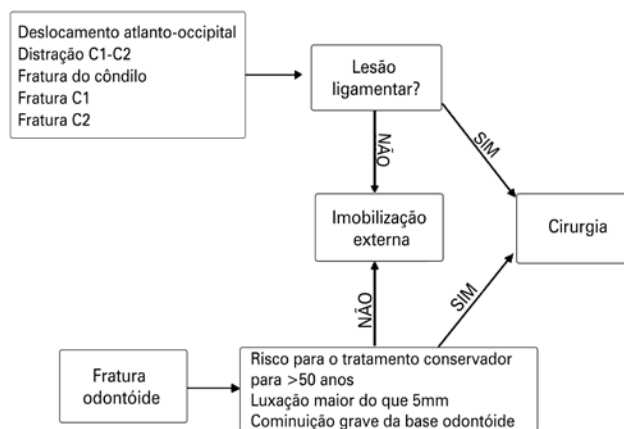 Deslocamento atlanto-occipital
Distração C1-C2
Fratura do côndilo
Fratura C1
Fratura C2
Lesão
ligamentar?
NÃO
SIM
Imobilização
externa
Cirurgia
NÃO
SIM
Fratura
odontóide
Risco para o tratamento conservador
para >50 anos
Luxação maior do que 5mm
Cominuição grave da base odontóide